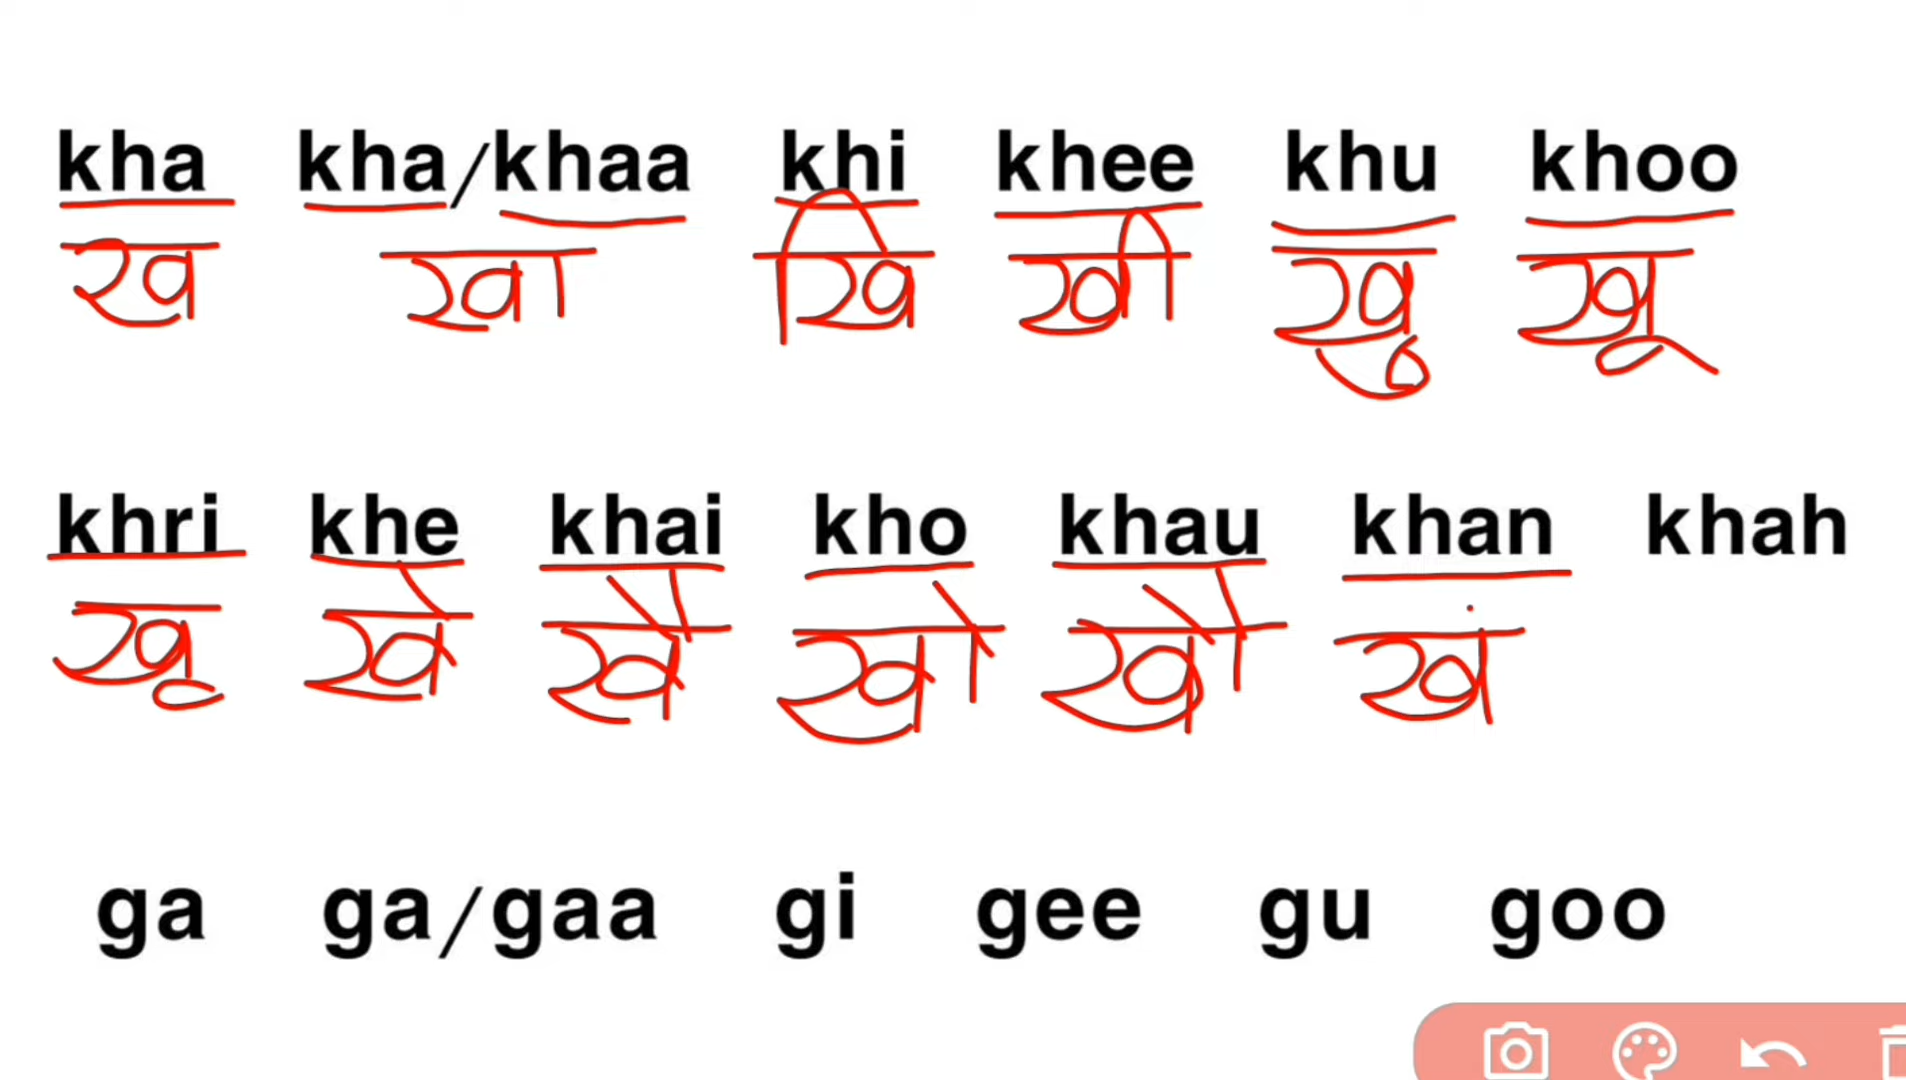 kha kha/khaa khi khee khu khoo
ख खा खि खी खु खू
khri khe khai kho khau khan khah
खृ खे खै खो खौ खं
ga ga/gaa gi gee gu goo